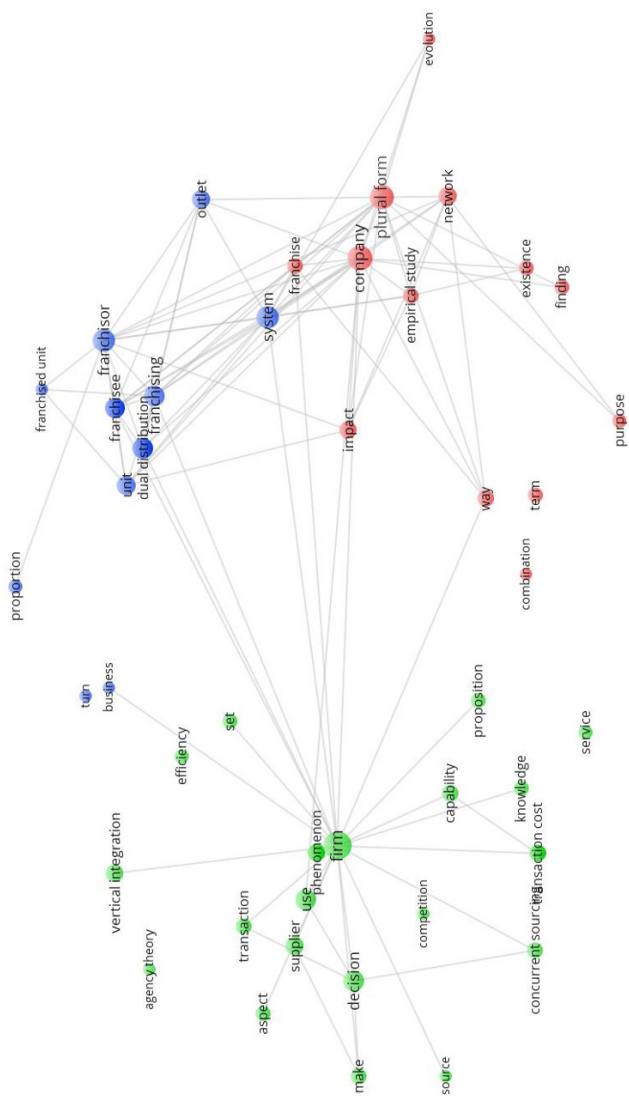 evolution
plural form
network
outlet
company
franchise
empirical study
existence
finding
system
franchisor
franchised unit
franchisee
franchising
dual distribution
unit
impact
purpose
way
term
combination
proportion
turn
business
set
efficiency
proposition
service
capability
knowledge
transaction cost
firm
phenomenon
vertical integration
use
transaction
supplier
competition
concurrent sourcing
decision
agency theory
aspect
make
source